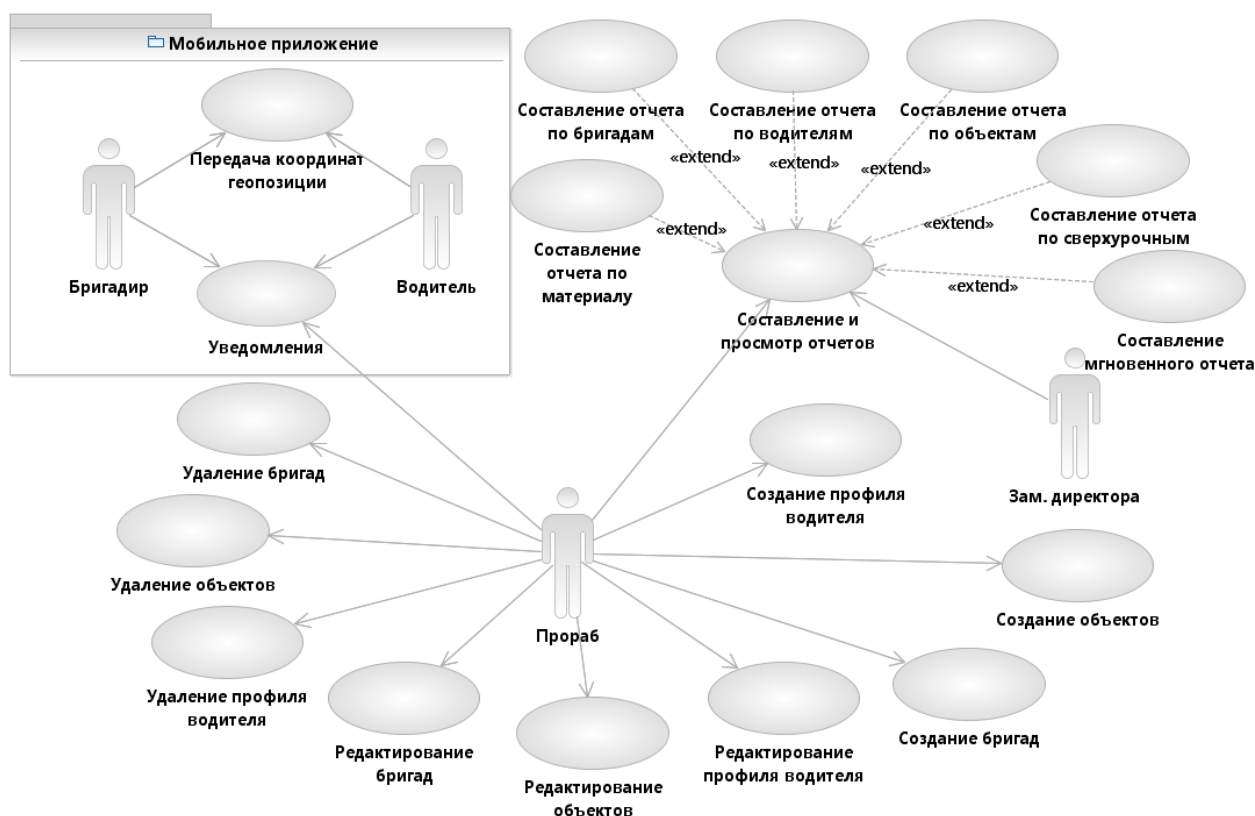 Мобильное приложение
Передача координат
геопозиции
Бригадир
Водитель
Уведомления
Составление отчета
по бригадам
Составление отчета
по водителям
Составление отчета
по объектам
«extend»
«extend»
«extend»
Составление
отчета по
материалу
«extend»
Составление отчета
по сверхурочным
«extend»
«extend»
Составление и
просмотр отчетов
Составление
мгновенного отчета
Зам. директора
Удаление бригад
Создание профиля
водителя
Удаление объектов
Создание объектов
Прораб
Удаление профиля
водителя
Редактирование
бригад
Редактирование
объектов
Редактирование
профиля водителя
Создание бригад